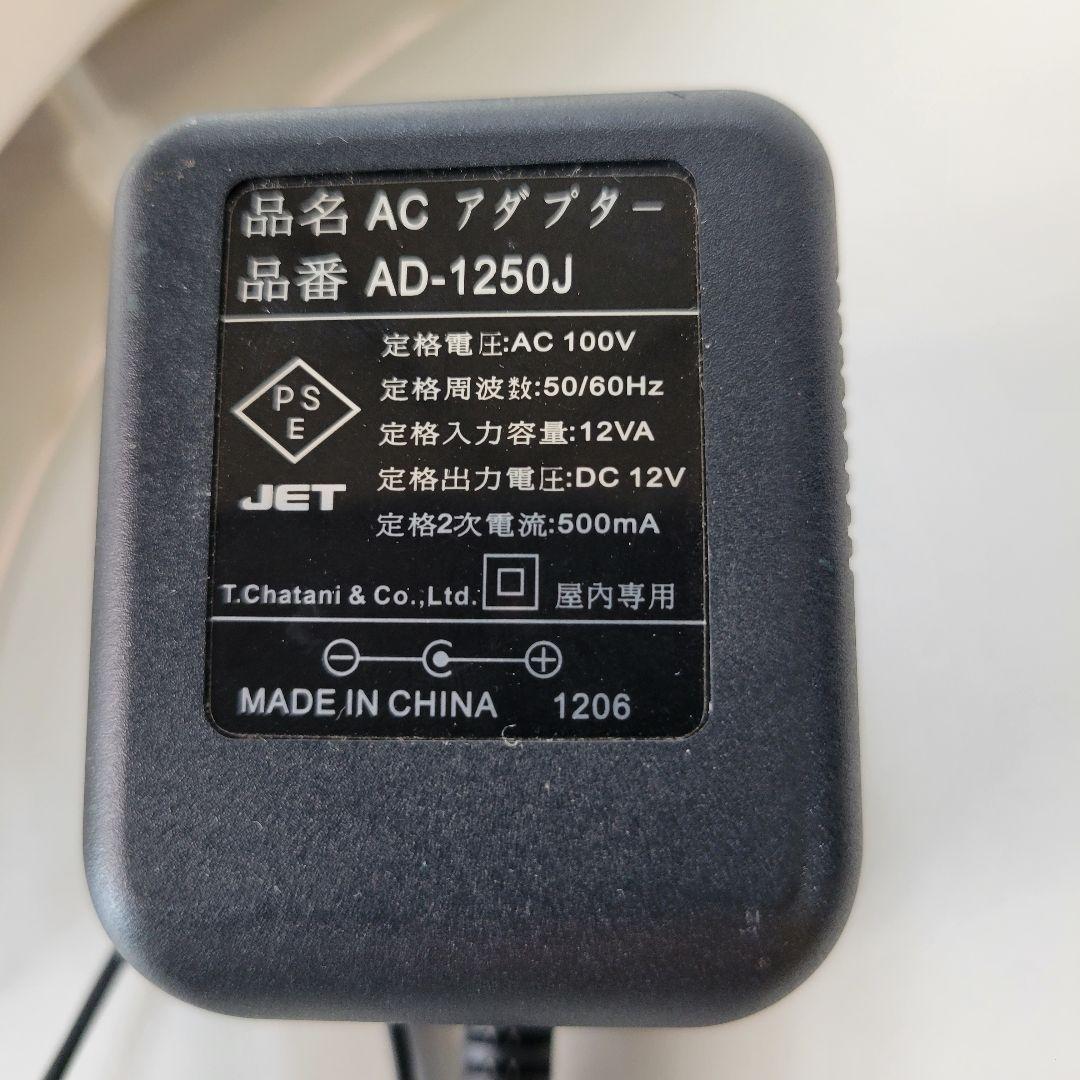 品名 AC アダプター
品番 AD-1250J
定格電圧:AC 100V
定格周波数:50/60Hz
定格入力容量:12VA
定格出力電圧:DC 12V
定格2次電流:500mA
PS
E
JET
T.Chatani & Co.,Ltd. 屋内専用
MADE IN CHINA 1206